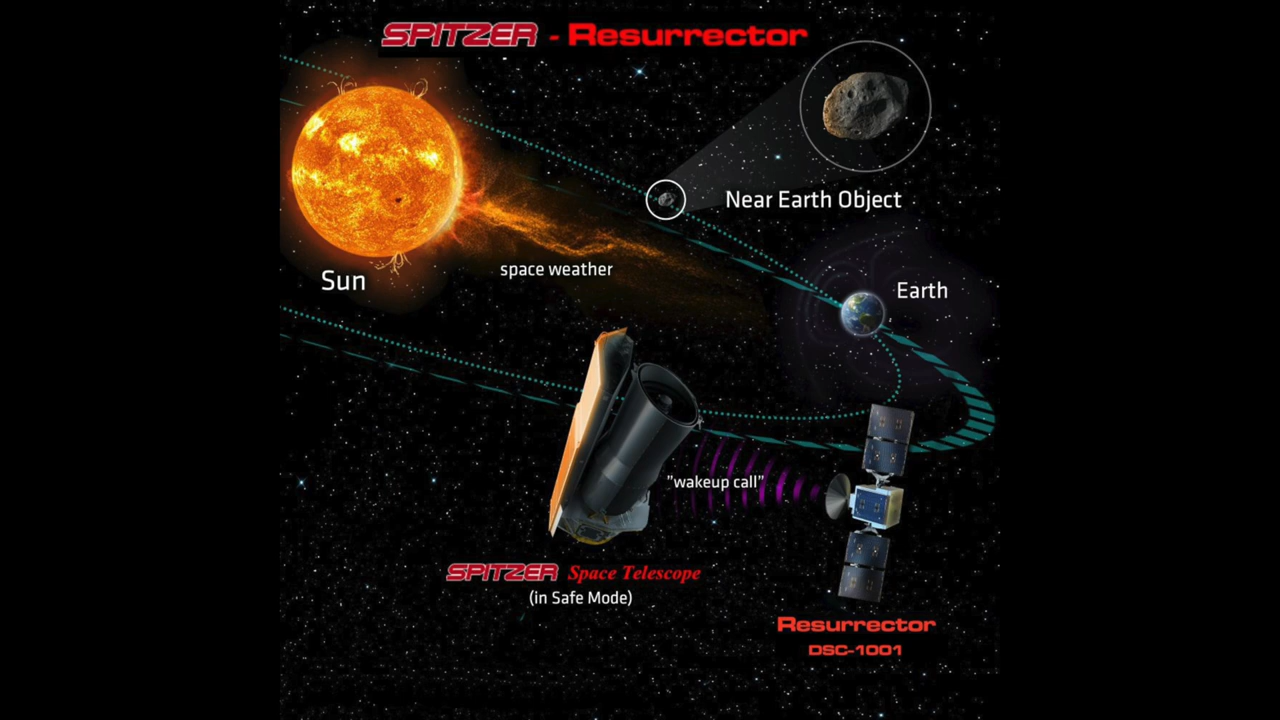 SPITZER - Resurrector
Near Earth Object
space weather
Sun
Earth
"wakeup call"
SPITZER Space Telescope
(in Safe Mode)
Resurrector
DSC-1001